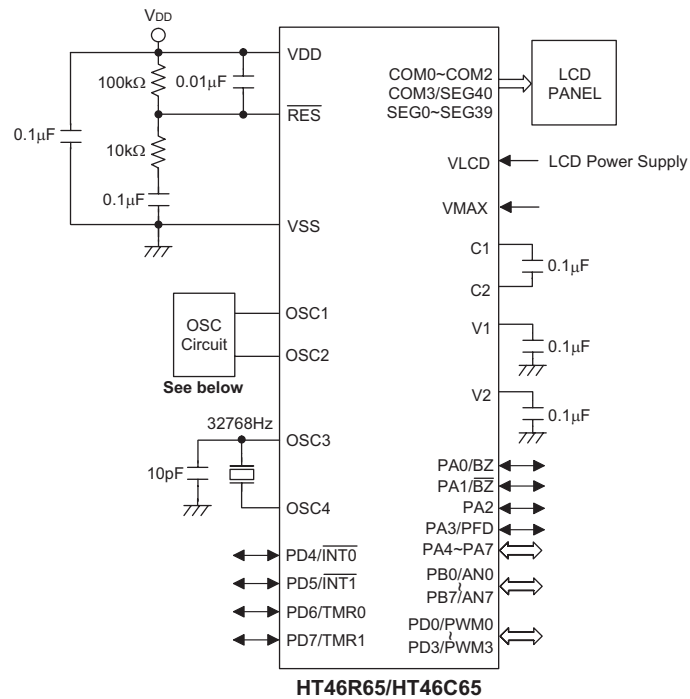 VDD
VDD
100kΩ
0.01μF
RES
0.1μF
10kΩ
0.1μF
VSS
OSC
Circuit
See below
OSC1
OSC2
32768Hz
OSC3
10pF
OSC4
PD4/INT0
PD5/INT1
PD6/TMR0
PD7/TMR1
COM0~COM2
COM3/SEG40
SEG0~SEG39
LCD
PANEL
VLCD
LCD Power Supply
VMAX
C1
0.1μF
C2
V1
0.1μF
V2
0.1μF
PA0/BZ
PA1/BZ
PA2
PA3/PFD
PA4~PA7
PB0/AN0
~
PB7/AN7
PD0/PWM0
~
PD3/PWM3
HT46R65/HT46C65